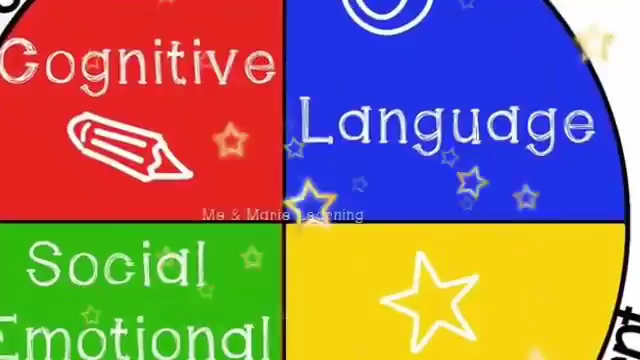 Cognitive
Language
Me & Marie Learning
Social
Emotional